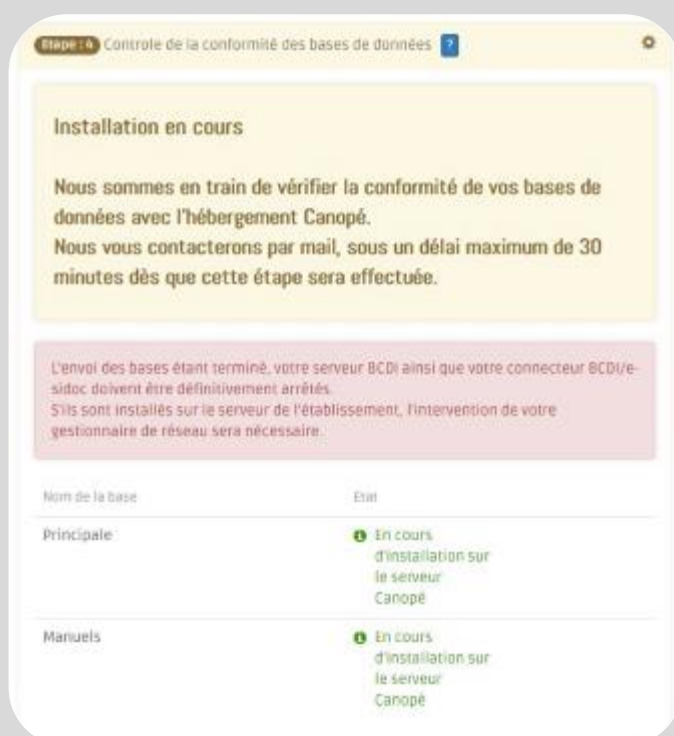 Etape : 4 Controle de la conformité des bases de données ?
Installation en cours
Nous sommes en train de vérifier la conformité de vos bases de
données avec l'hébergement Canopé.
Nous vous contacterons par mail, sous un délai maximum de 30
minutes dès que cette étape sera effectuée.
L'envoi des bases étant terminé, votre serveur BCDI ainsi que votre connecteur BCDI/e-
sidoc doivent être définitivement arrêtés.
S'ils sont installés sur le serveur de l'établissement, l'intervention de votre
gestionnaire de réseau sera nécessaire.
Nom de la base Etat
Principale En cours
d'installation sur
le serveur
Canopé
Manuels En cours
d'installation sur
le serveur
Canopé